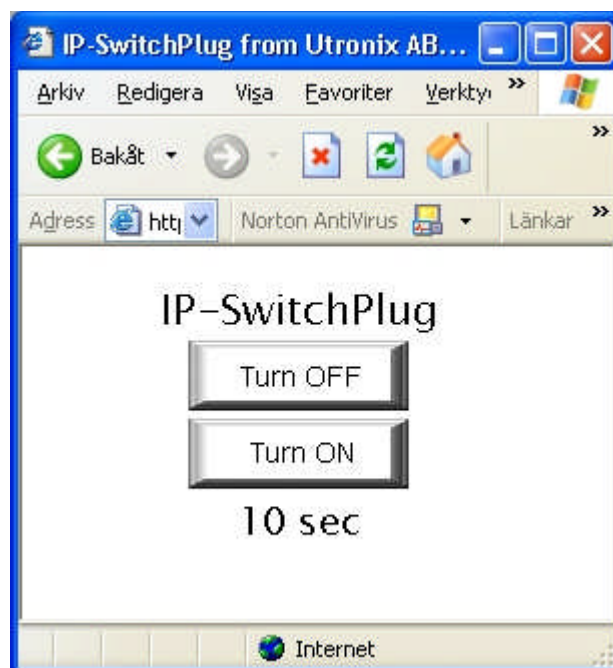 IP-SwitchPlug from Utronix AB...
Arkiv Redigera Visa Favoriter Verkty »
Bakåt »
Adress http Norton AntiVirus Länkar »
IP-SwitchPlug
Turn OFF
Turn ON
10 sec
Internet